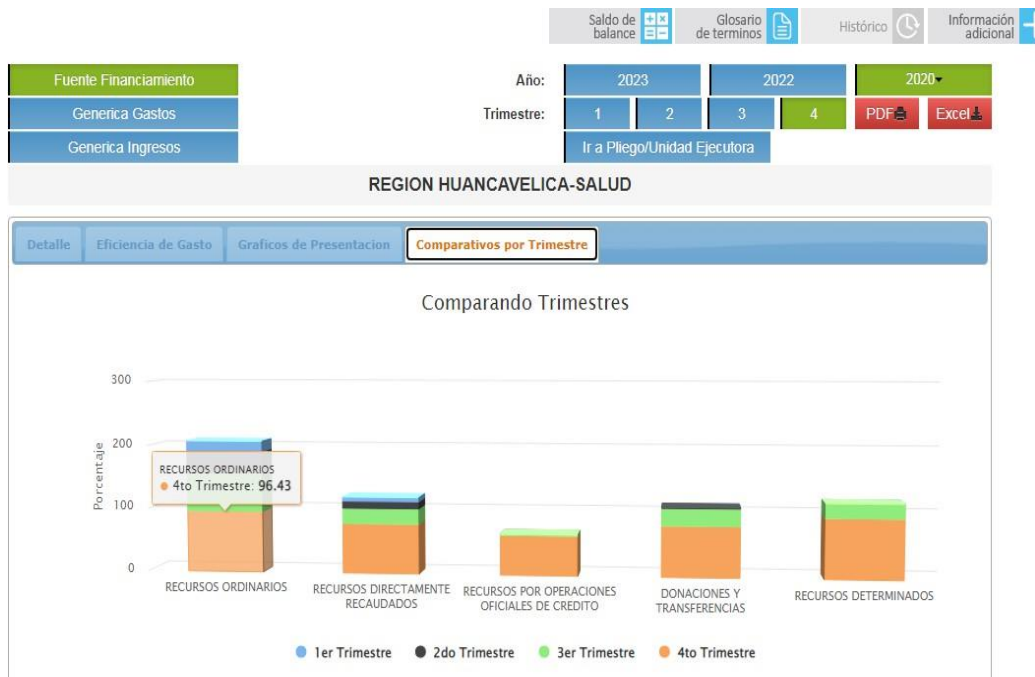 Saldo de
balance
Glosario
de terminos
Histórico
Información
adicional
Fuente Financiamiento
Año:
2023
2022
2020
Generica Gastos
Trimestre:
1
2
3
4
PDF
Excel
Generica Ingresos
Ir a Pliego/Unidad Ejecutora
REGION HUANCAVELICA-SALUD
Detalle
Eficiencia de Gasto
Graficos de Presentacion
Comparativos por Trimestre
Comparando Trimestres
Porcentaje
300
200
100
0
RECURSOS ORDINARIOS
4to Trimestre: 96.43
RECURSOS ORDINARIOS
RECURSOS DIRECTAMENTE
RECAUDADOS
RECURSOS POR OPERACIONES
OFICIALES DE CREDITO
DONACIONES Y
TRANSFERENCIAS
RECURSOS DETERMINADOS
1er Trimestre
2do Trimestre
3er Trimestre
4to Trimestre